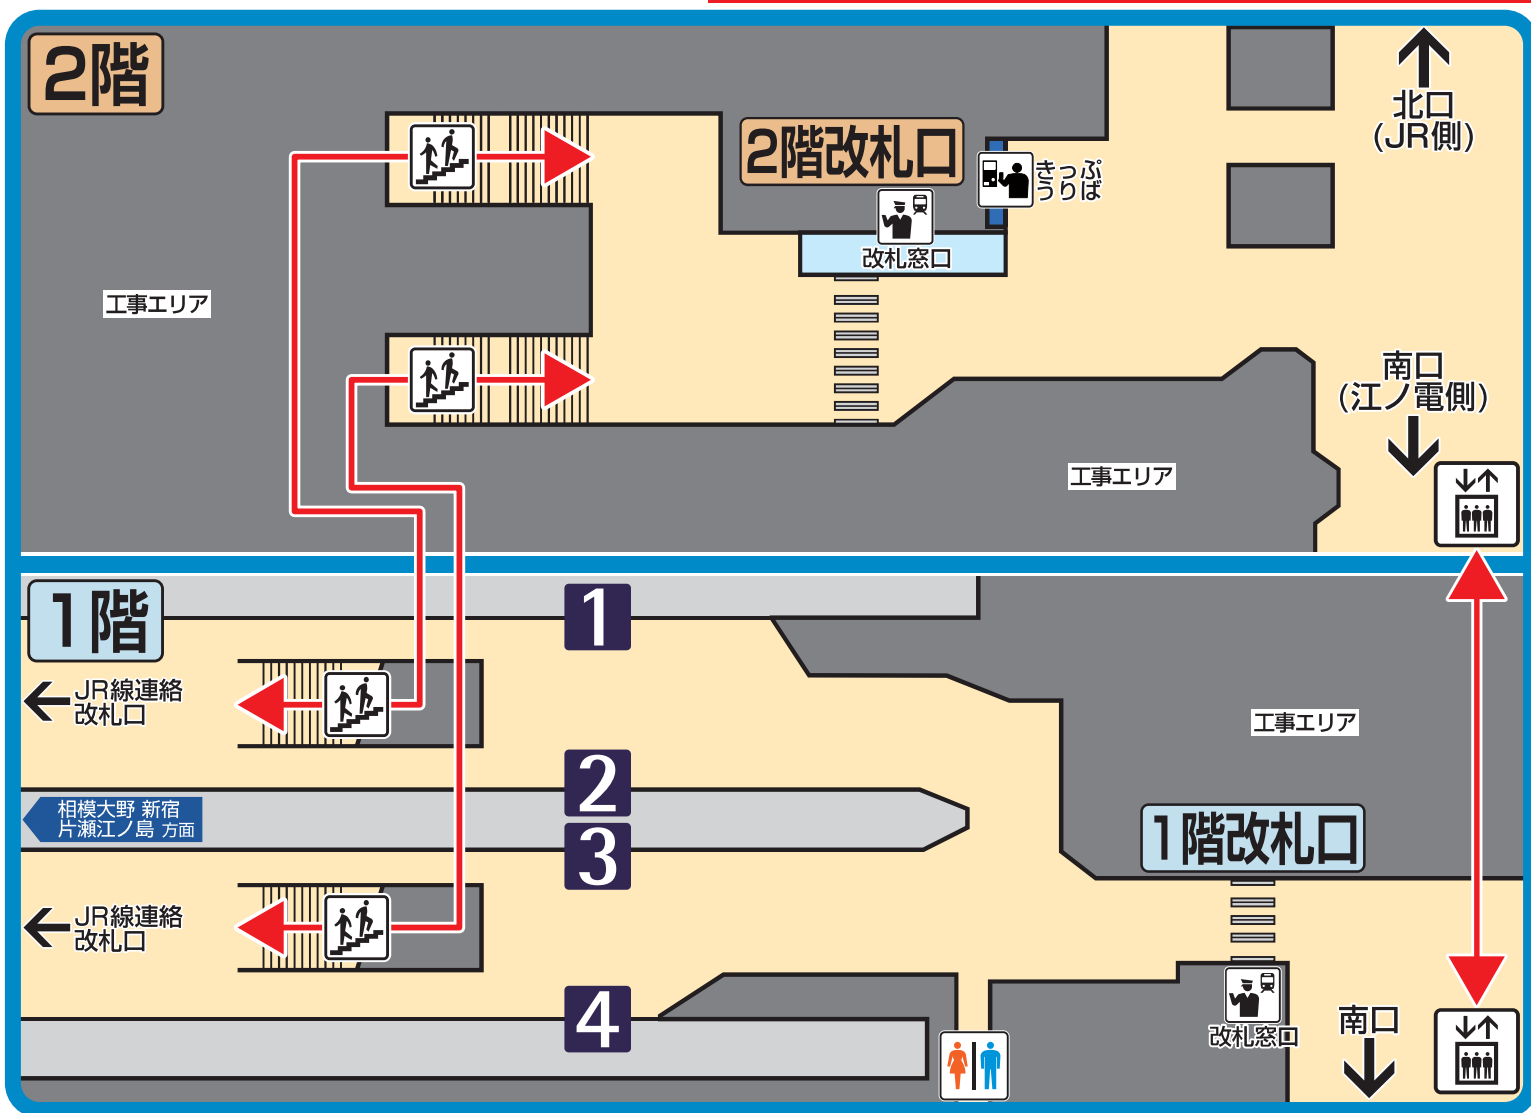 2階
2階改札口
きっぷ
うりば
改札窓口
北口
(JR側)
工事エリア
南口
(江ノ電側)
工事エリア
1階
1
JR線連絡
改札口
工事エリア
2
相模大野 新宿
片瀬江ノ島 方面
3
1階改札口
JR線連絡
改札口
4
改札窓口
南口